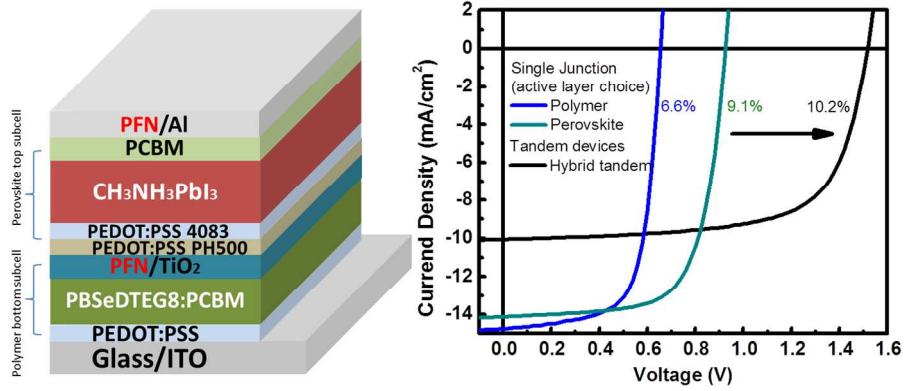 PFN/Al
PCBM
CH₃NH₃PbI₃
PEDOT:PSS 4083
PEDOT:PSS PH500
PFN/TiO₂
PBSeDTEG8:PCBM
PEDOT:PSS
Glass/ITO
Perovskite top subcell
Polymer bottomsubcell
Currend Density (mA/cm²)
2
0
-2
-4
-6
-8
-10
-12
-14
Single Junction
(active layer choice)
Polymer
Perovskite
Tandem devices
Hybrid tandem
6.6%
9.1%
10.2%
0.0 0.2 0.4 0.6 0.8 1.0 1.2 1.4 1.6
Voltage (V)